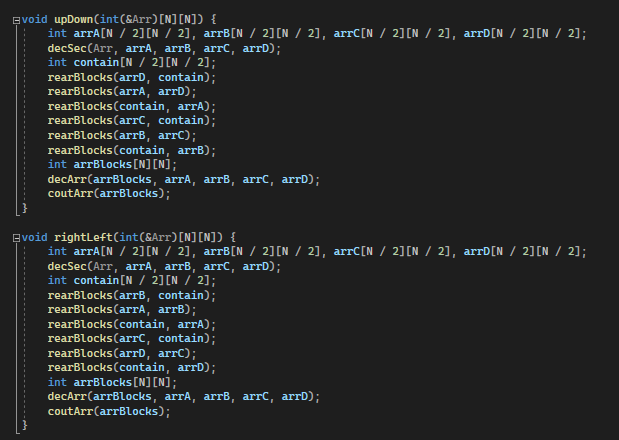 void upDown(int(&Arr)[N][N]) {
    int arrA[N / 2][N / 2], arrB[N / 2][N / 2], arrC[N / 2][N / 2], arrD[N / 2][N / 2];
    decSec(Arr, arrA, arrB, arrC, arrD);
    int contain[N / 2][N / 2];
    rearBlocks(arrD, contain);
    rearBlocks(arrA, arrD);
    rearBlocks(contain, arrA);
    rearBlocks(arrC, contain);
    rearBlocks(arrB, arrC);
    rearBlocks(contain, arrB);
    int arrBlocks[N][N];
    decArr(arrBlocks, arrA, arrB, arrC, arrD);
    coutArr(arrBlocks);
}
void rightLeft(int(&Arr)[N][N]) {
    int arrA[N / 2][N / 2], arrB[N / 2][N / 2], arrC[N / 2][N / 2], arrD[N / 2][N / 2];
    decSec(Arr, arrA, arrB, arrC, arrD);
    int contain[N / 2][N / 2];
    rearBlocks(arrB, contain);
    rearBlocks(arrA, arrB);
    rearBlocks(contain, arrA);
    rearBlocks(arrC, contain);
    rearBlocks(arrD, arrC);
    rearBlocks(contain, arrD);
    int arrBlocks[N][N];
    decArr(arrBlocks, arrA, arrB, arrC, arrD);
    coutArr(arrBlocks);
}